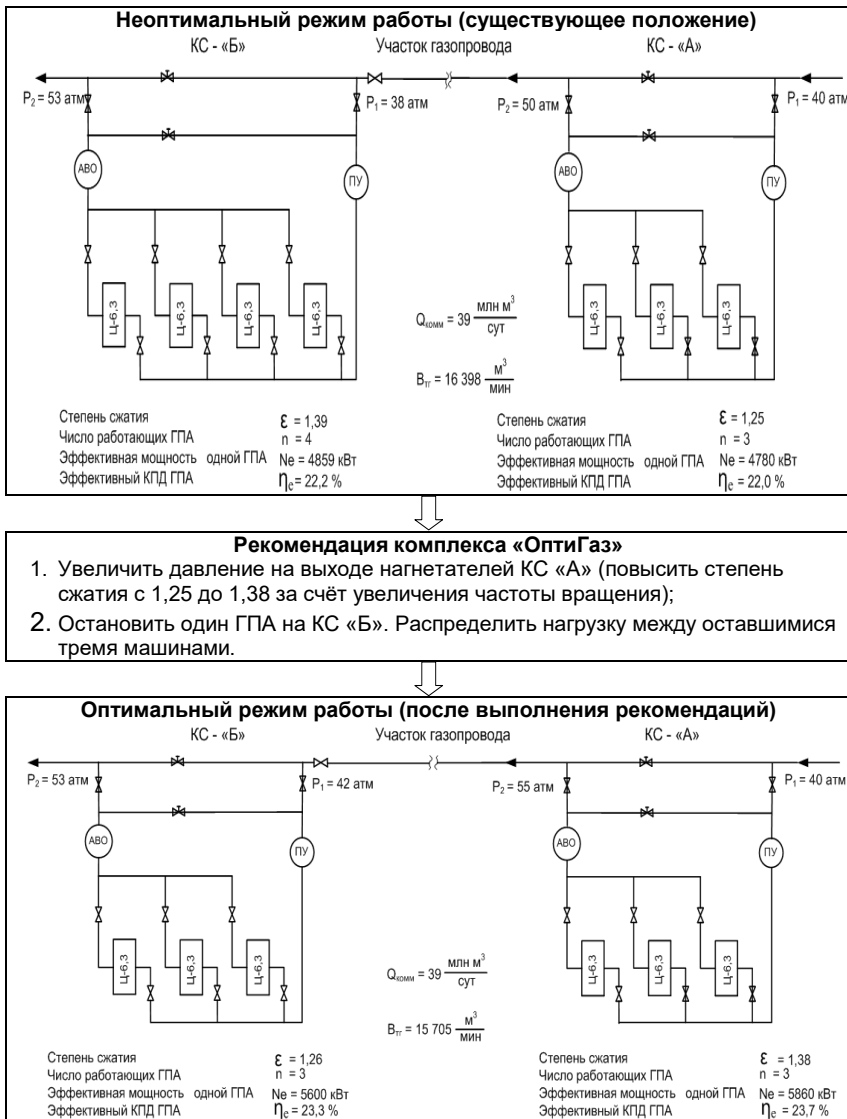 Неоптимальный режим работы (существующее положение)
КС - «Б» Участок газопровода КС - «А»
P₂ = 53 атм P₁ = 38 атм P₂ = 50 атм P₁ = 40 атм
АВО ПУ АВО ПУ
Ц-6,3 Ц-6,3 Ц-6,3 Ц-6,3 Ц-6,3 Ц-6,3 Ц-6,3
Qкомм = 39 млн м³/сут
Bтг = 16 398 м³/мин
Степень сжатия ε = 1,39
Число работающих ГПА n = 4
Эффективная мощность одной ГПА Ne = 4859 кВт
Эффективный КПД ГПА ηe = 22,2 %
Степень сжатия ε = 1,25
Число работающих ГПА n = 3
Эффективная мощность одной ГПА Ne = 4780 кВт
Эффективный КПД ГПА ηe = 22,0 %
Рекомендация комплекса «ОптиГаз»
1. Увеличить давление на выходе нагнетателей КС «А» (повысить степень
сжатия с 1,25 до 1,38 за счёт увеличения частоты вращения);
2. Остановить один ГПА на КС «Б». Распределить нагрузку между оставшимися
тремя машинами.
Оптимальный режим работы (после выполнения рекомендаций)
КС - «Б» Участок газопровода КС - «А»
P₂ = 53 атм P₁ = 42 атм P₂ = 55 атм P₁ = 40 атм
АВО ПУ АВО ПУ
Ц-6,3 Ц-6,3 Ц-6,3 Ц-6,3 Ц-6,3 Ц-6,3
Qкомм = 39 млн м³/сут
Bтг = 15 705 м³/мин
Степень сжатия ε = 1,26
Число работающих ГПА n = 3
Эффективная мощность одной ГПА Ne = 5600 кВт
Эффективный КПД ГПА ηe = 23,3 %
Степень сжатия ε = 1,38
Число работающих ГПА n = 3
Эффективная мощность одной ГПА Ne = 5860 кВт
Эффективный КПД ГПА ηe = 23,7 %